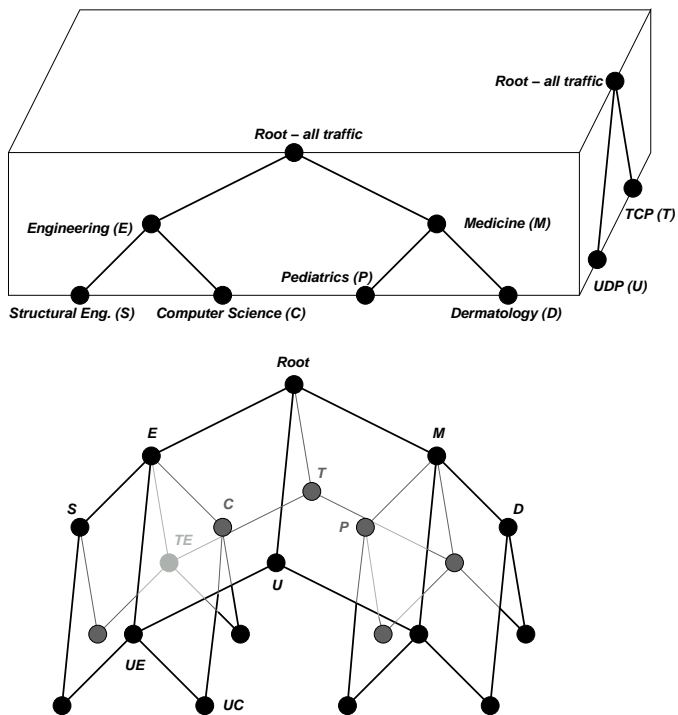 Root – all traffic
Root – all traffic
Engineering (E)
Medicine (M)
TCP (T)
Pediatrics (P)
UDP (U)
Structural Eng. (S)
Computer Science (C)
Dermatology (D)
Root
E
M
T
S
C
P
D
TE
U
UE
UC